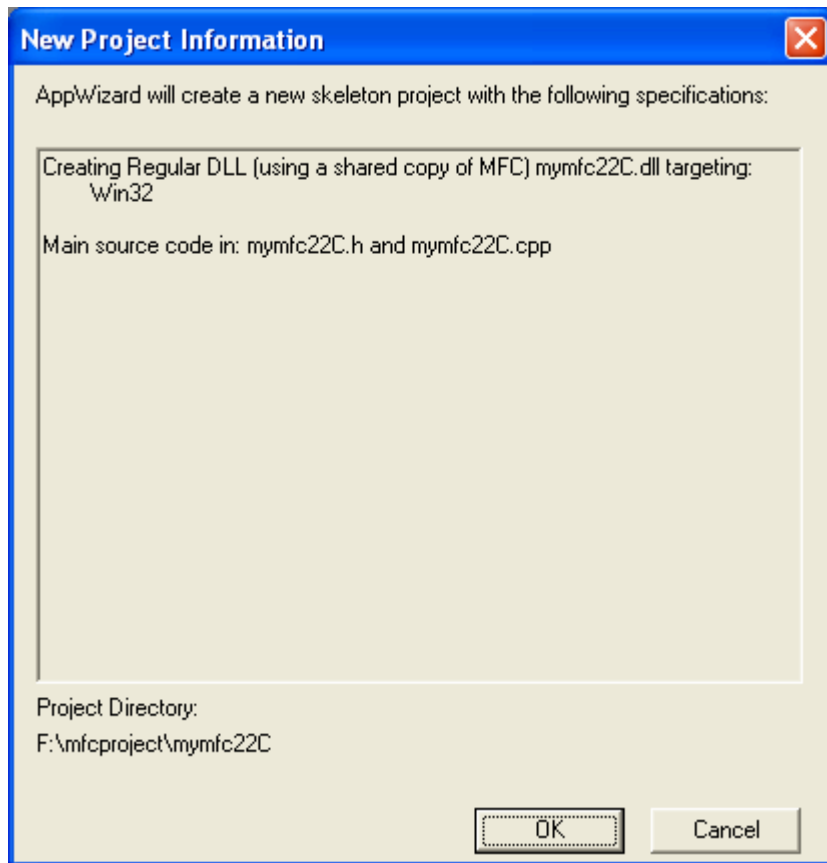 New Project Information
AppWizard will create a new skeleton project with the following specifications:
Creating Regular DLL (using a shared copy of MFC) mymfc22C.dll targeting:
Win32
Main source code in: mymfc22C.h and mymfc22C.cpp
Project Directory:
F:\mfcproject\mymfc22C
OK Cancel